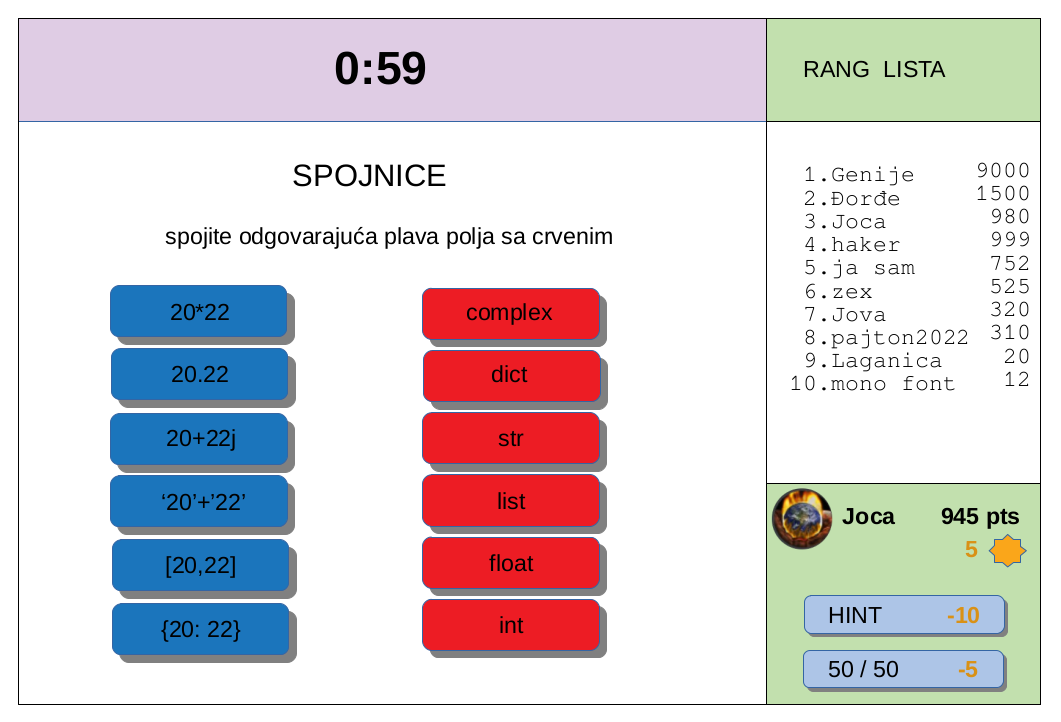 0:59
RANG LISTA
SPOJNICE
spojite odgovarajuća plava polja sa crvenim
20*22 complex
20.22 dict
20+22j str
‘20’+’22’ list
[20,22] float
{20: 22} int
1.Genije 9000
2.Đorđe 1500
3.Joca 980
4.haker 999
5.ja sam 752
6.zex 525
7.Jova 320
8.pajton2022 310
9.Laganica 20
10.mono font 12
Joca 945 pts
5
HINT -10
50 / 50 -5